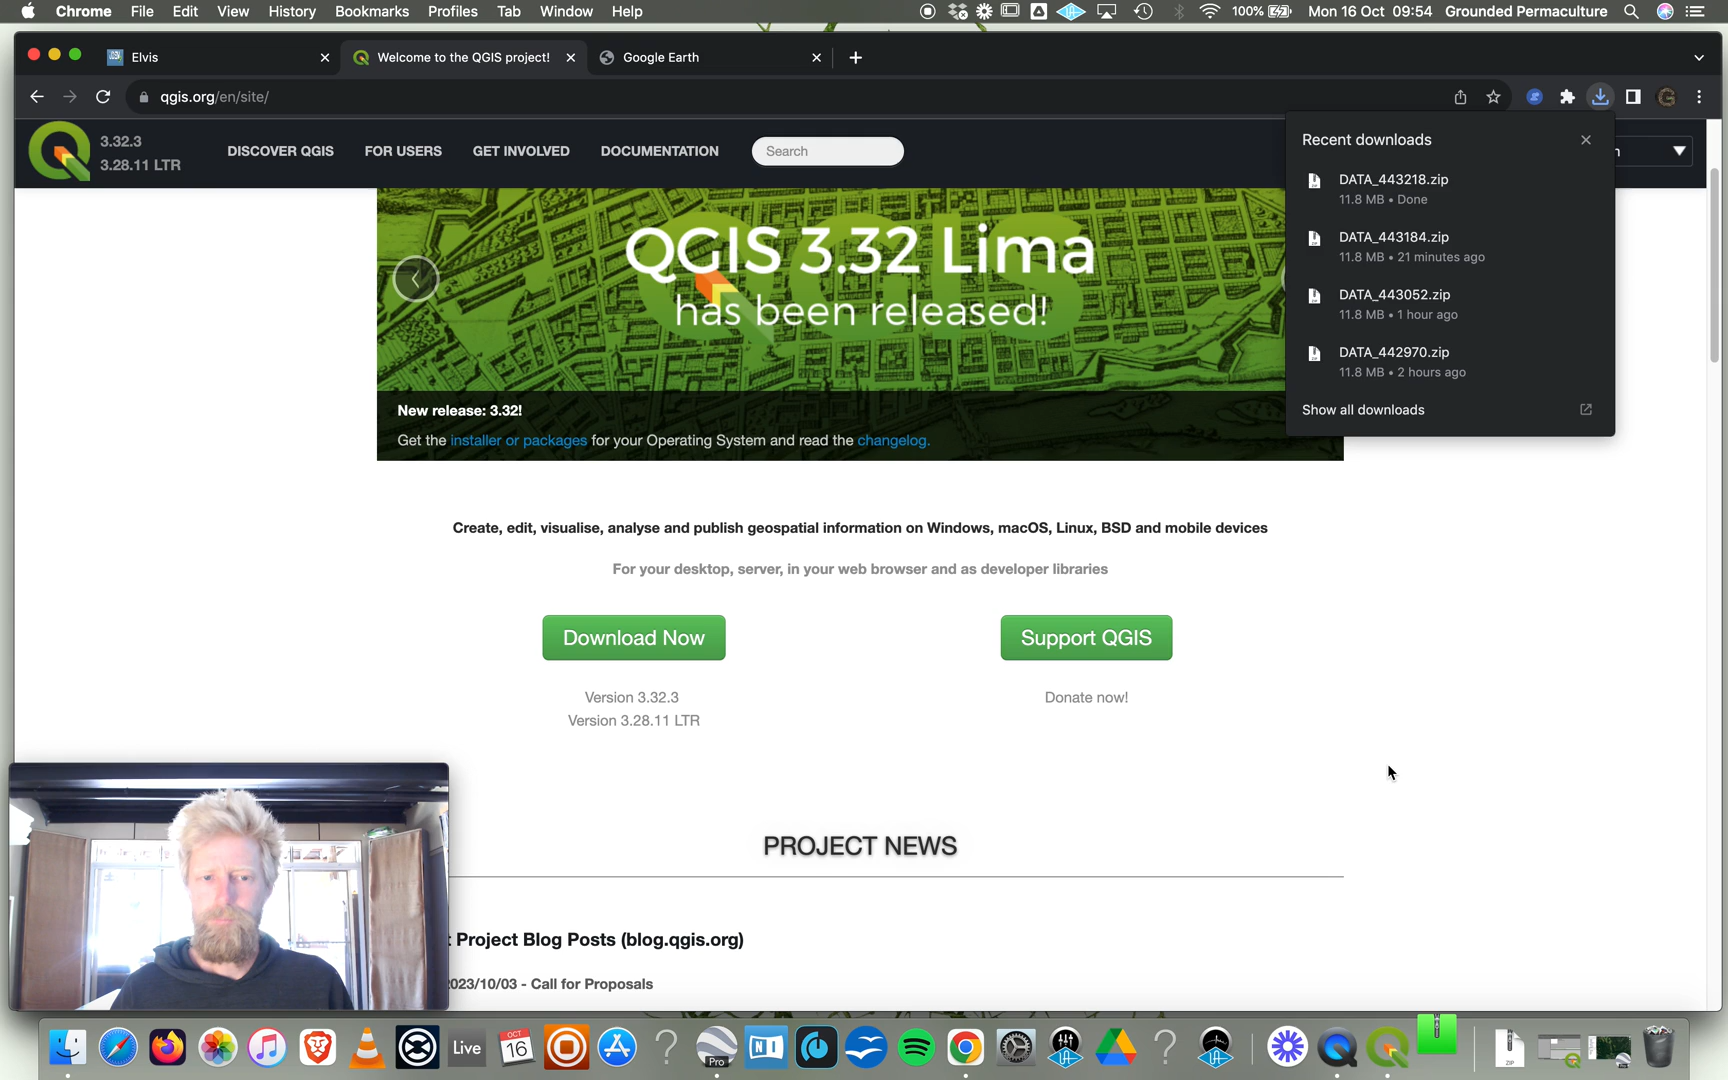 Chrome File Edit View History Bookmarks Profiles Tab Window Help
100% Mon 16 Oct 09:54 Grounded Permaculture
Elvis
Welcome to the QGIS project!
Google Earth
qgis.org/en/site/
3.32.3
3.28.11 LTR
DISCOVER QGIS FOR USERS GET INVOLVED DOCUMENTATION
Search
Recent downloads
DATA_443218.zip
11.8 MB • Done
DATA_443184.zip
11.8 MB • 21 minutes ago
DATA_443052.zip
11.8 MB • 1 hour ago
DATA_442970.zip
11.8 MB • 2 hours ago
Show all downloads
QGIS 3.32 Lima
has been released!
New release: 3.32!
Get the installer or packages for your Operating System and read the changelog.
Create, edit, visualise, analyse and publish geospatial information on Windows, macOS, Linux, BSD and mobile devices
For your desktop, server, in your web browser and as developer libraries
Download Now
Version 3.32.3
Version 3.28.11 LTR
Support QGIS
Donate now!
PROJECT NEWS
Project Blog Posts (blog.qgis.org)
023/10/03 - Call for Proposals
Live
OCT
16
Pro
ZIP